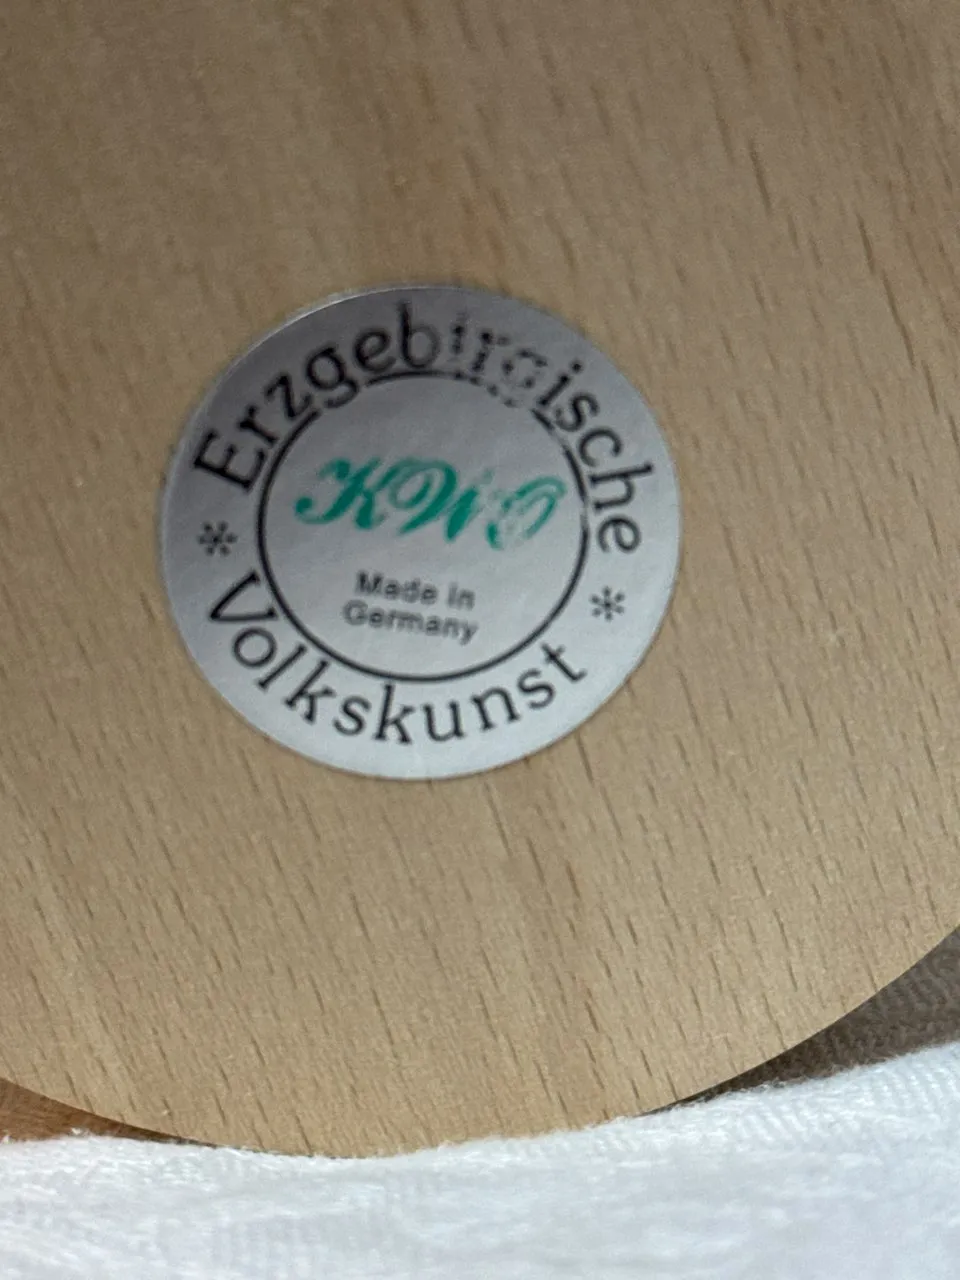 Erzgebirgische
KWO
Made in
Germany
* Volkskunst *